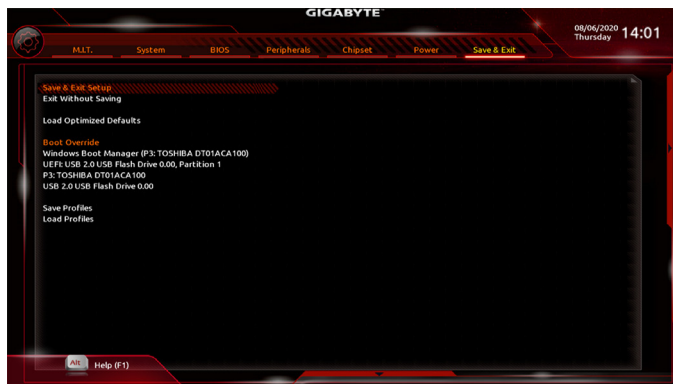 GIGABYTE™
08/06/2020 14:01
Thursday
M.I.T. System BIOS Peripherals Chipset Power Save & Exit
Save & Exit Setup
Exit Without Saving
Load Optimized Defaults
Boot Override
Windows Boot Manager (P3: TOSHIBA DT01ACA100)
UEFI: USB 2.0 USB Flash Drive 0.00, Partition 1
P3: TOSHIBA DT01ACA100
USB 2.0 USB Flash Drive 0.00
Save Profiles
Load Profiles
Alt Help (F1)